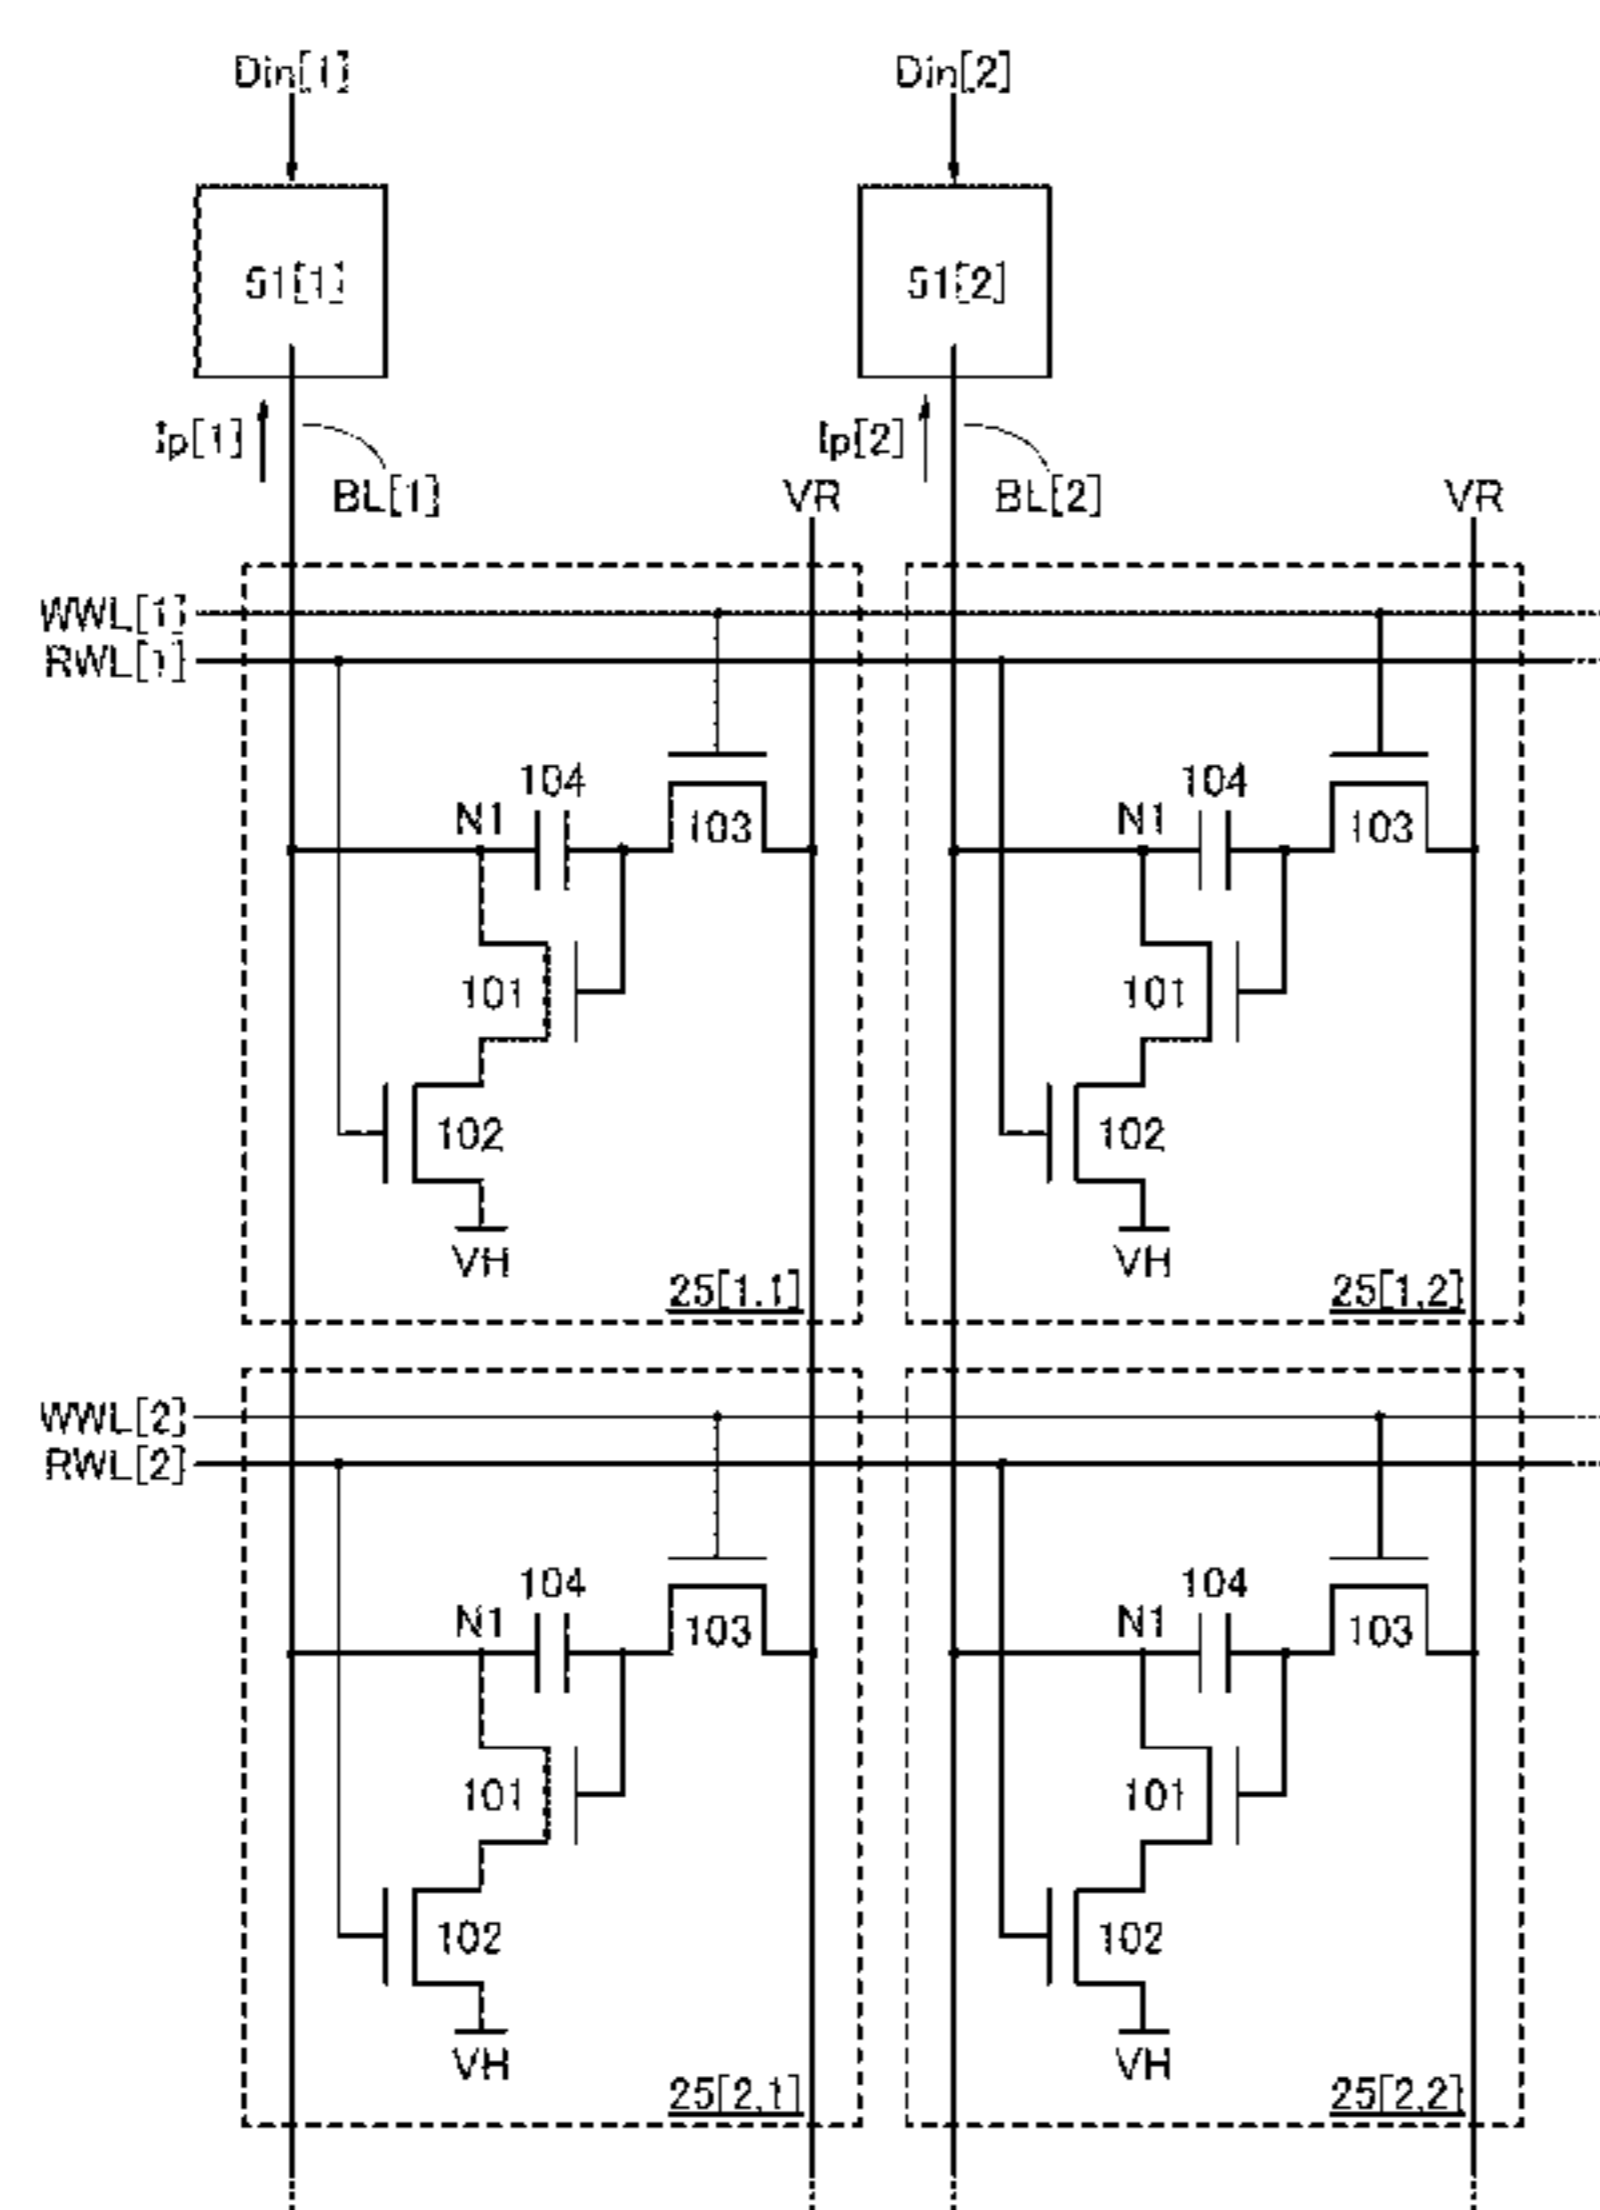 Din[1] Din[2]
51[1] 51[2]
Ip[1] Ip[2]
BL[1] VR BL[2] VR
WWL[1]
RWL[1]
104 104
N1 103 N1 103
101 101
102 102
VH VH
25[1,1] 25[1,2]
WWL[2]
RWL[2]
104 104
N1 103 N1 103
101 101
102 102
VH VH
25[2,1] 25[2,2]